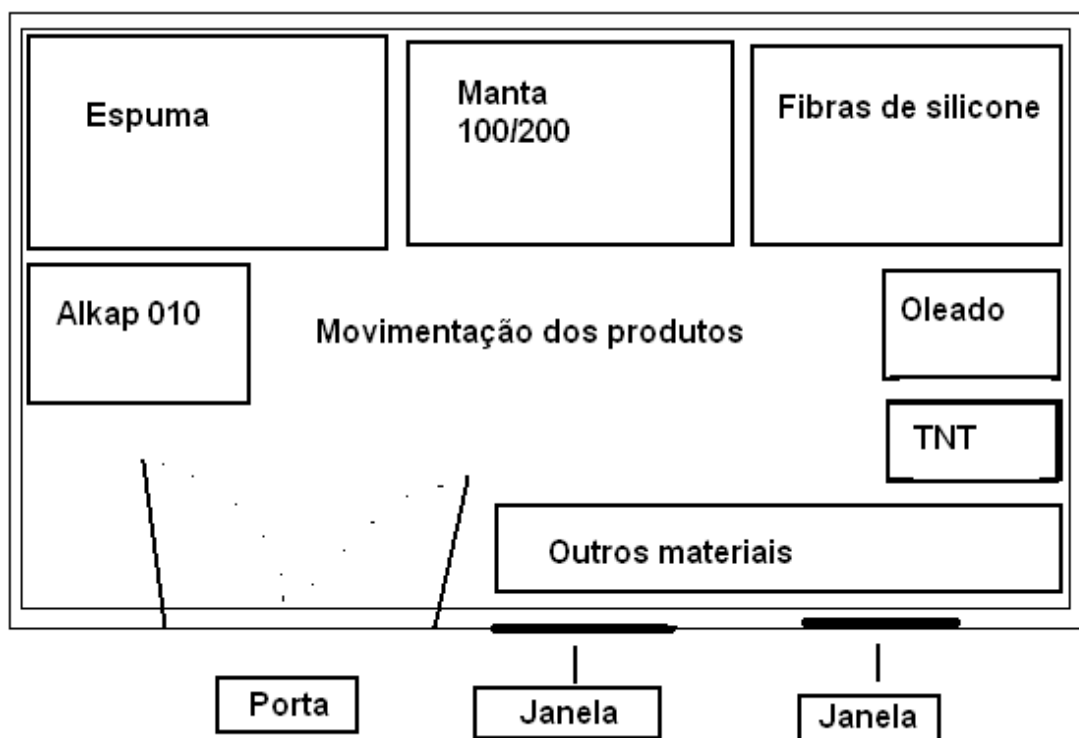 Espuma
Manta
100/200
Fibras de silicone
Alkap 010
Movimentação dos produtos
Oleado
TNT
Outros materiais
Porta
Janela
Janela